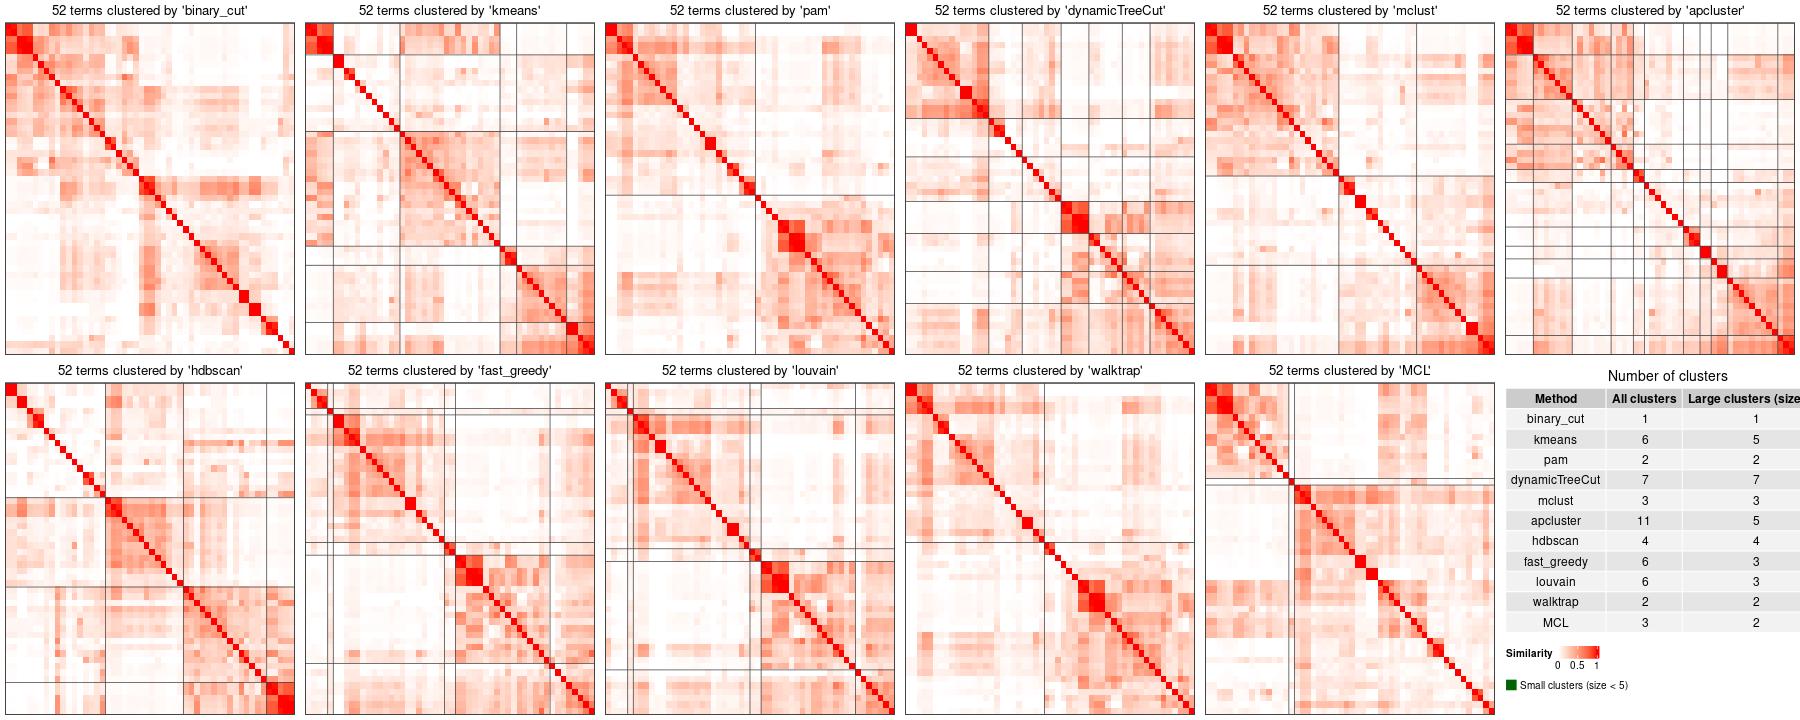 52 terms clustered by 'binary_cut'
52 terms clustered by 'kmeans'
52 terms clustered by 'pam'
52 terms clustered by 'dynamicTreeCut'
52 terms clustered by 'mclust'
52 terms clustered by 'apcluster'
52 terms clustered by 'hdbscan'
52 terms clustered by 'fast_greedy'
52 terms clustered by 'louvain'
52 terms clustered by 'walktrap'
52 terms clustered by 'MCL'
Number of clusters
Method All clusters Large clusters (size
binary_cut 1 1
kmeans 6 5
pam 2 2
dynamicTreeCut 7 7
mclust 3 3
apcluster 11 5
hdbscan 4 4
fast_greedy 6 3
louvain 6 3
walktrap 2 2
MCL 3 2
Similarity
0 0.5 1
Small clusters (size < 5)